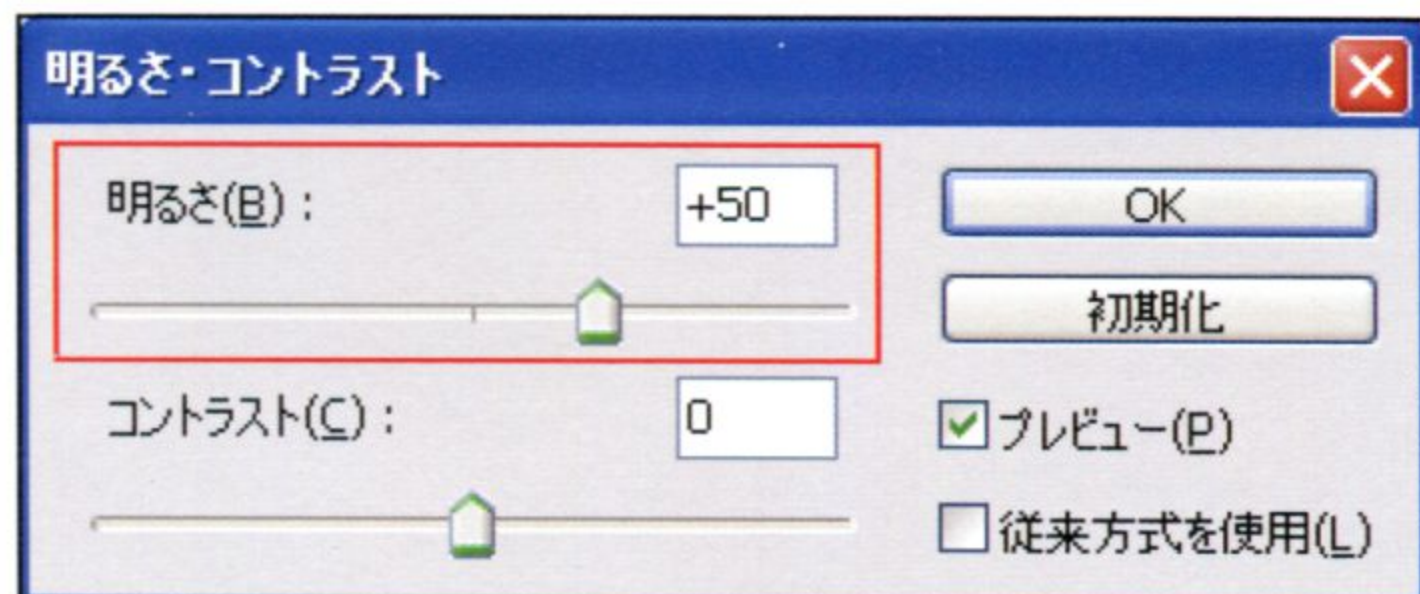 明るさ・コントラスト
明るさ(B)：
+50
OK
初期化
コントラスト(C)：
0
プレビュー(P)
従来方式を使用(L)